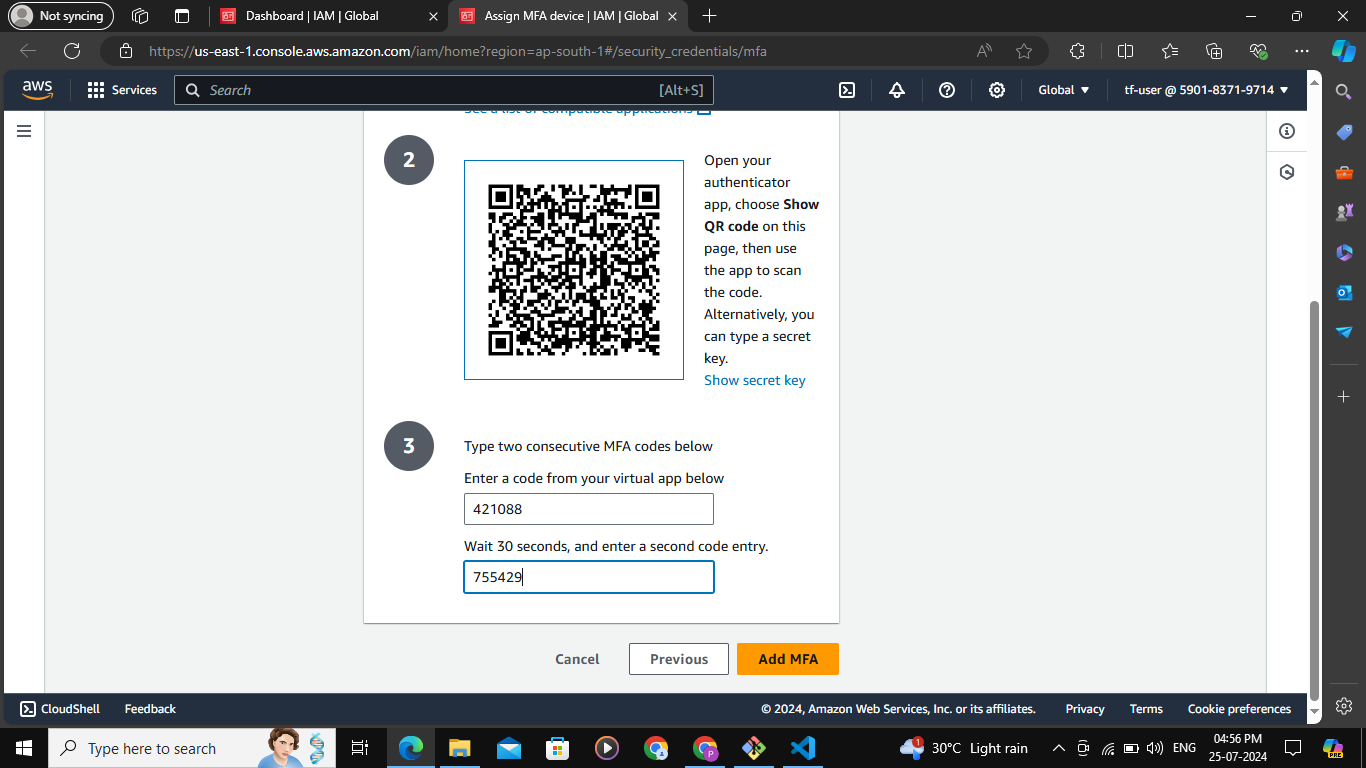 Not syncing
Dashboard | IAM | Global
Assign MFA device | IAM | Global
https://us-east-1.console.aws.amazon.com/iam/home?region=ap-south-1#/security_credentials/mfa
aws
Services
Search
[Alt+S]
Global
tf-user @ 5901-8371-9714
See a list of compatible applications
2
Open your
authenticator
app, choose Show
QR code on this
page, then use
the app to scan
the code.
Alternatively, you
can type a secret
key.
Show secret key
3
Type two consecutive MFA codes below
Enter a code from your virtual app below
421088
Wait 30 seconds, and enter a second code entry.
755429
Cancel
Previous
Add MFA
CloudShell
Feedback
© 2024, Amazon Web Services, Inc. or its affiliates.
Privacy
Terms
Cookie preferences
Type here to search
1
30°C Light rain
ENG
04:56 PM
25-07-2024